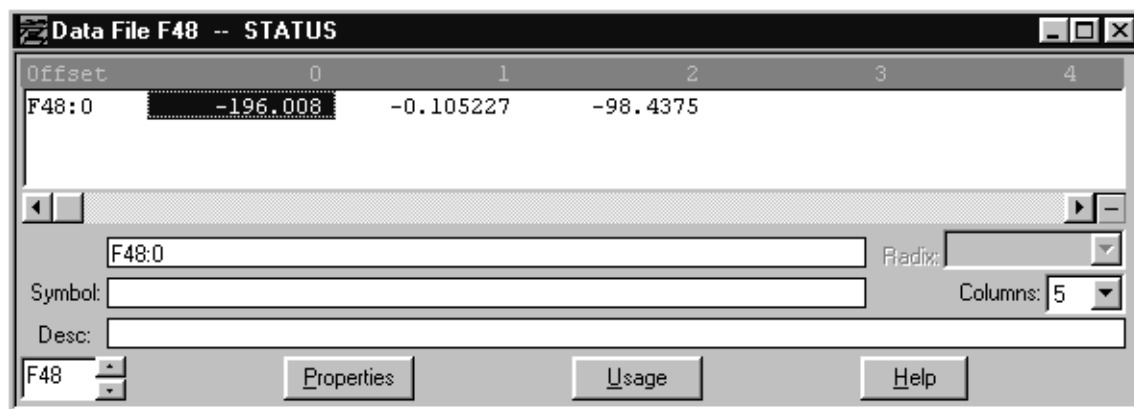 Data File F48 -- STATUS
Offset 0 1 2 3 4
F48:0 -196.008 -0.105227 -98.4375
F48:0 Radix:
Symbol: Columns: 5
Desc:
F48 Properties Usage Help